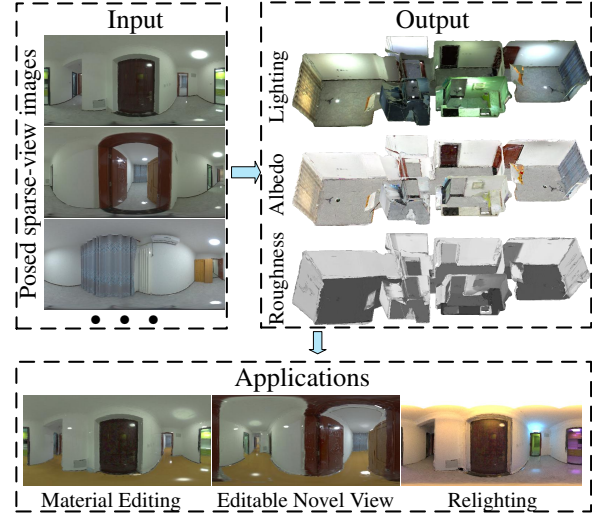 Input
Output
Posed sparse-view images
Lighting
Albedo
Roughness
Applications
Material Editing
Editable Novel View
Relighting